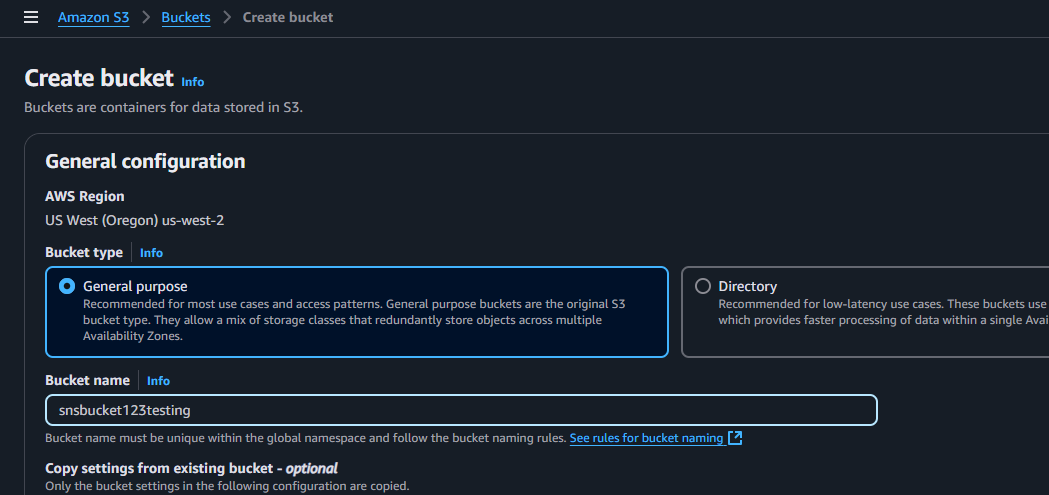 Amazon S3 > Buckets > Create bucket
Create bucket Info
Buckets are containers for data stored in S3.
General configuration
AWS Region
US West (Oregon) us-west-2
Bucket type Info
General purpose
Recommended for most use cases and access patterns. General purpose buckets are the original S3
bucket type. They allow a mix of storage classes that redundantly store objects across multiple
Availability Zones.
Directory
Recommended for low-latency use cases. These buckets use
which provides faster processing of data within a single Avai
Bucket name Info
snsbucket123testing
Bucket name must be unique within the global namespace and follow the bucket naming rules. See rules for bucket naming
Copy settings from existing bucket - optional
Only the bucket settings in the following configuration are copied.